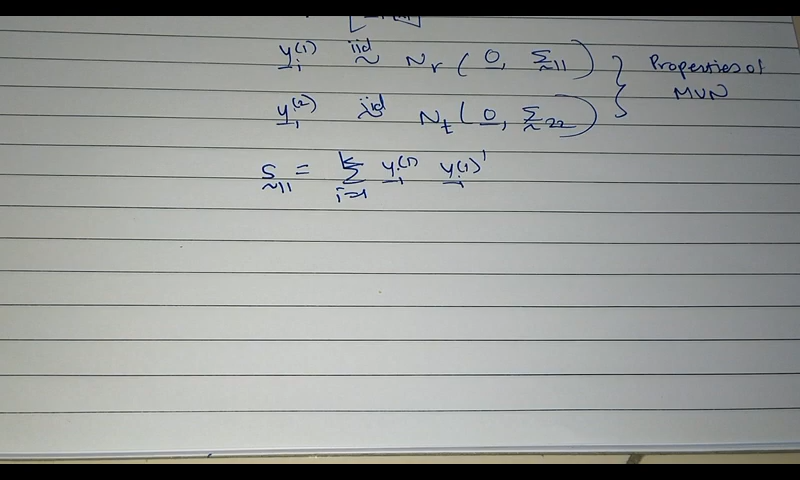 y_i^(1) iid ~ N_r ( 0, Σ_11 ) } Properties of
y_i^(2) iid ~ N_t ( 0, Σ_22 ) MVN
S_11 = Σ_{i=1}^k y_i^(1) y_i^(1)'